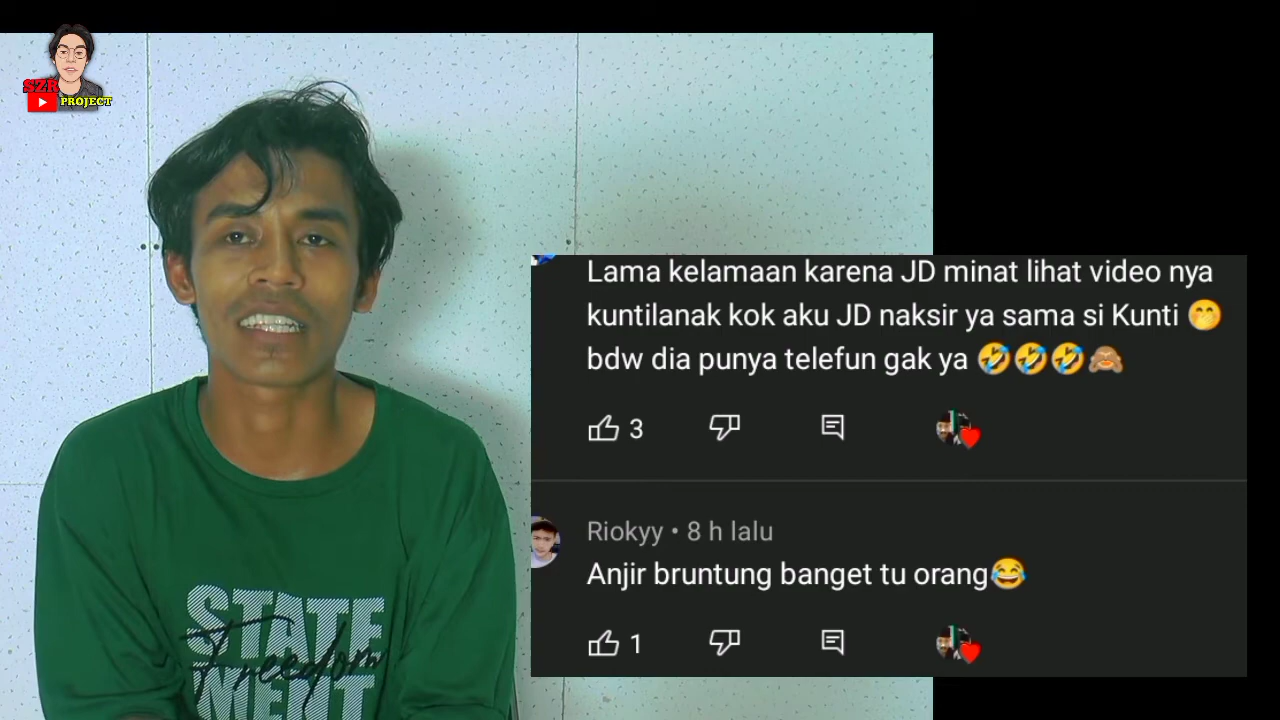 SZR
PROJECT
Lama kelamaan karena JD minat lihat video nya
kuntilanak kok aku JD naksir ya sama si Kunti 🤭
bdw dia punya telefun gak ya 🤣🤣🤣🙈
3
Riokyy • 8 h lalu
Anjir bruntung banget tu orang😂
1
STATE
Freedom
MENT